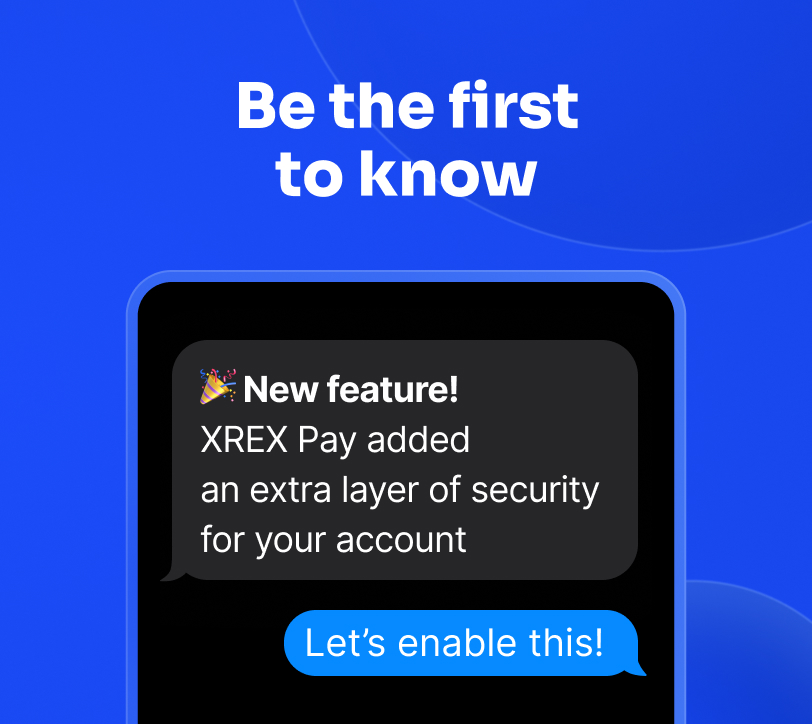 Be the first
to know
🎉 New feature!
XREX Pay added
an extra layer of security
for your account
Let’s enable this!